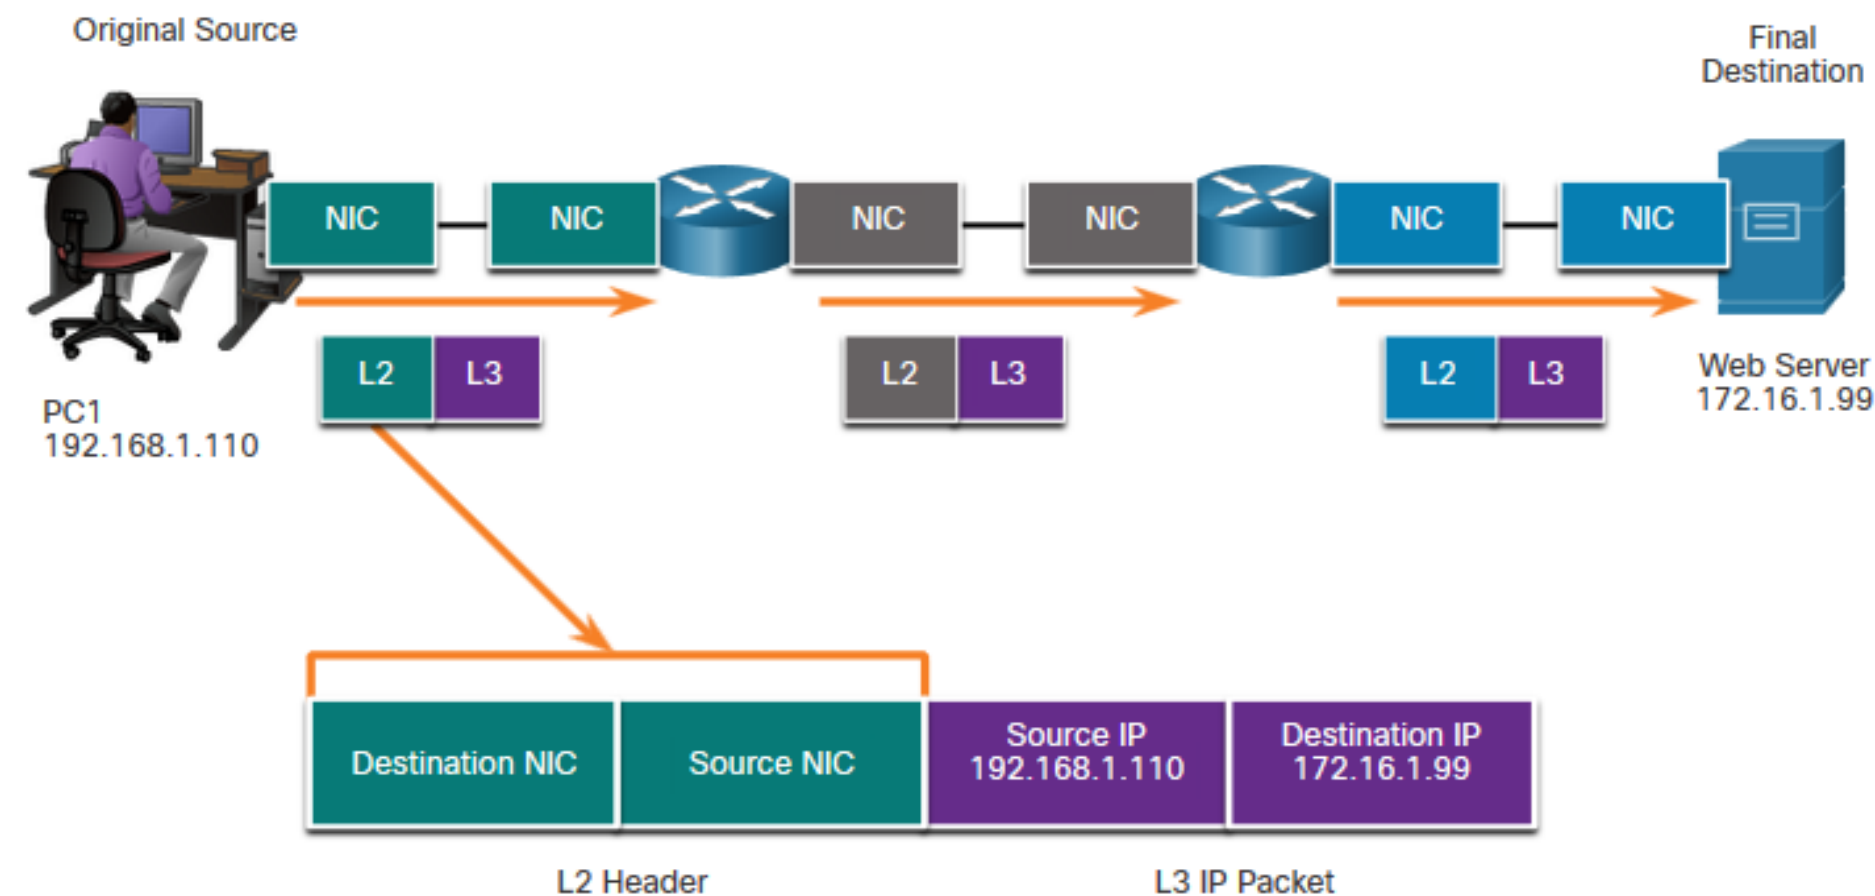 Original Source
Final
Destination
NIC
NIC
NIC
NIC
NIC
NIC
L2
L3
L2
L3
L2
L3
PC1
192.168.1.110
Web Server
172.16.1.99
Destination NIC
Source NIC
Source IP
192.168.1.110
Destination IP
172.16.1.99
L2 Header
L3 IP Packet